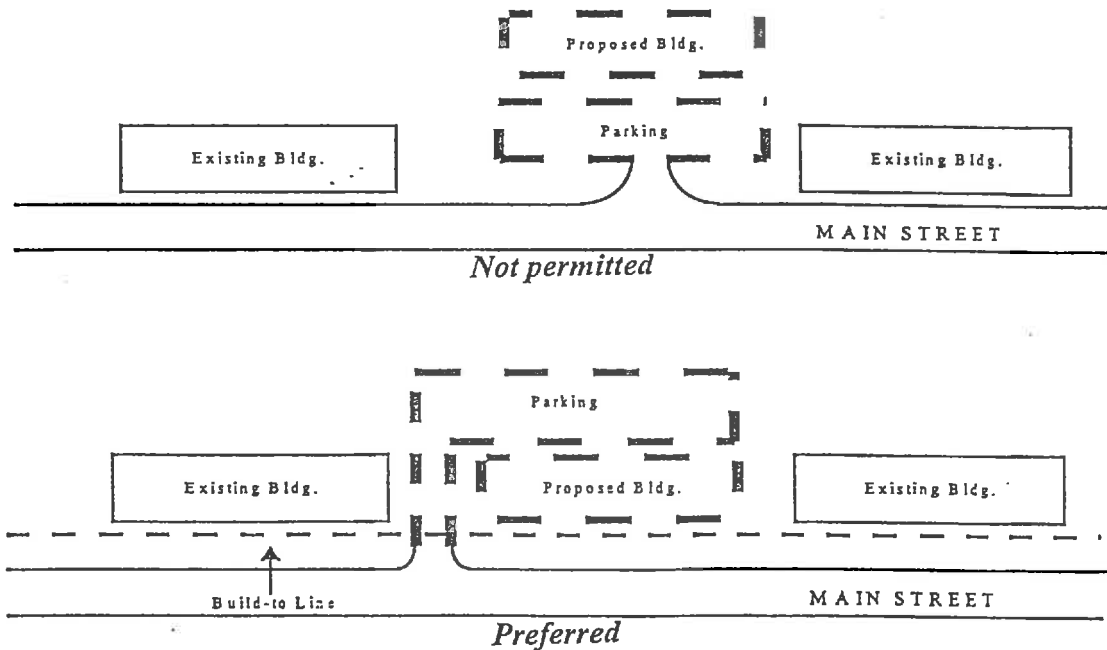 Proposed Bldg.
Parking
Existing Bldg.
Existing Bldg.
MAIN STREET
Not permitted
Parking
Existing Bldg.
Proposed Bldg.
Existing Bldg.
Build-to Line
MAIN STREET
Preferred